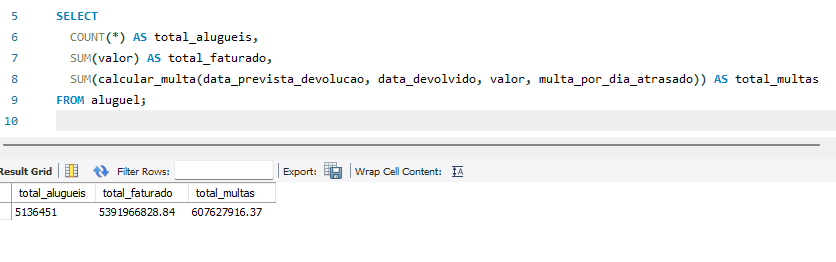 5 SELECT
6 COUNT(*) AS total_alugueis,
7 SUM(valor) AS total_faturado,
8 SUM(calcular_multa(data_prevista_devolucao, data_devolvido, valor, multa_por_dia_atrasado)) AS total_multas
9 FROM aluguel;
10
Result Grid Filter Rows: Export: Wrap Cell Content:
total_alugueis total_faturado total_multas
5136451 5391966828.84 607627916.37